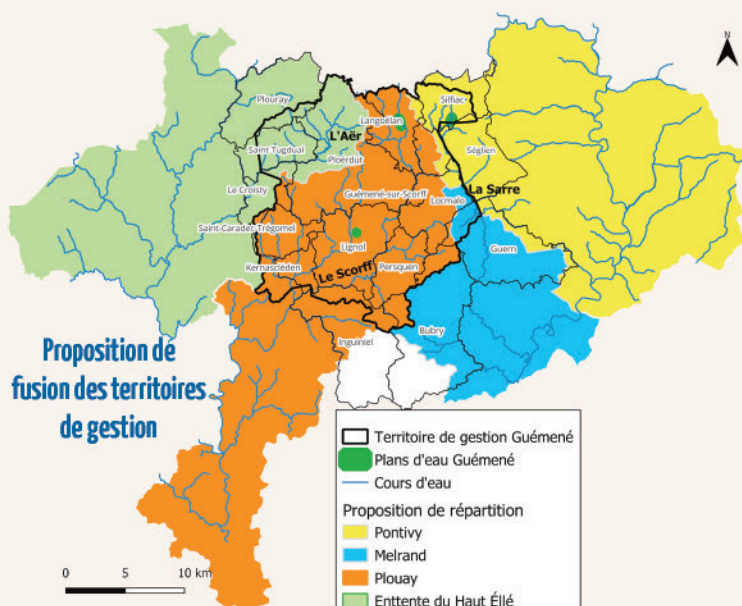 N
Plouray
Silfiac
Langoëlan
L'Aër
Saint Tugdual
Ploërdut
Séglien
Le Croisty
Guémené-sur-Scorff
La Sarre
Locmalo
Saint-Caradec-Trégomel
Lignol
Guern
Kernascléden
Le Scorff
Persquen
Bubry
Inguiniel
Proposition de
fusion des territoires
de gestion
Territoire de gestion Guémené
Plans d'eau Guémené
Cours d'eau
Proposition de répartition
Pontivy
Melrand
Plouay
Enttente du Haut Éllé
0 5 10 km